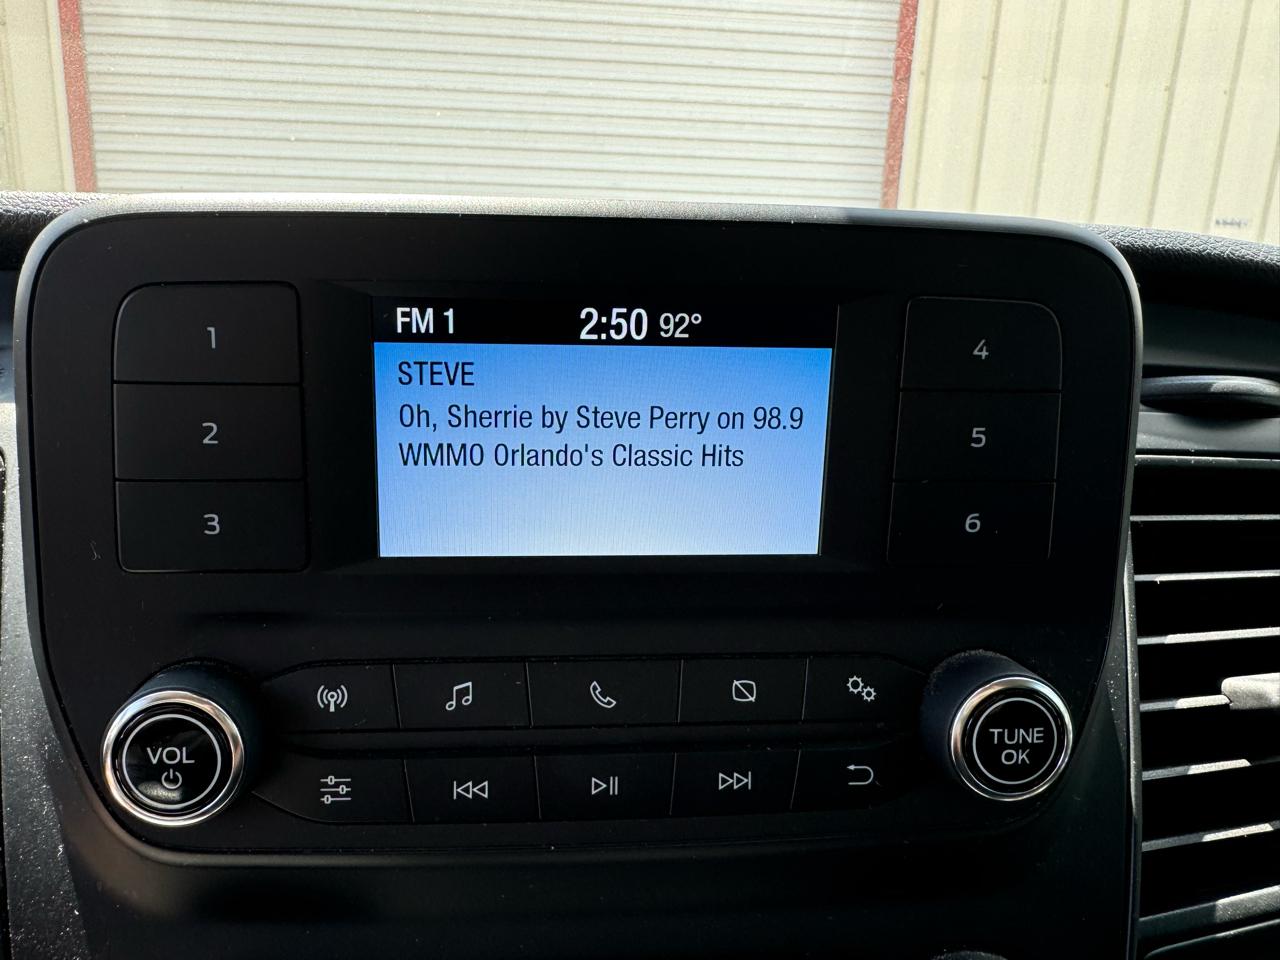 FM 1 2:50 92°
STEVE
Oh, Sherrie by Steve Perry on 98.9
WMMO Orlando's Classic Hits
1
2
3
4
5
6
VOL
TUNE
OK